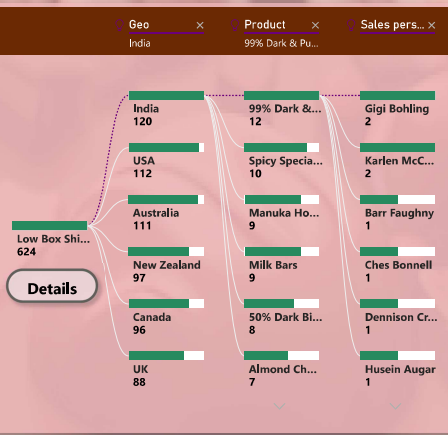 Geo ×
India
Product ×
99% Dark & Pu...
Sales pers... ×
Low Box Shi...
624
Details
India
120
USA
112
Australia
111
New Zealand
97
Canada
96
UK
88
99% Dark &...
12
Spicy Specia...
10
Manuka Ho...
9
Milk Bars
9
50% Dark Bi...
8
Almond Ch...
7
Gigi Bohling
2
Karlen McC...
2
Barr Faughny
1
Ches Bonnell
1
Dennison Cr...
1
Husein Augar
1